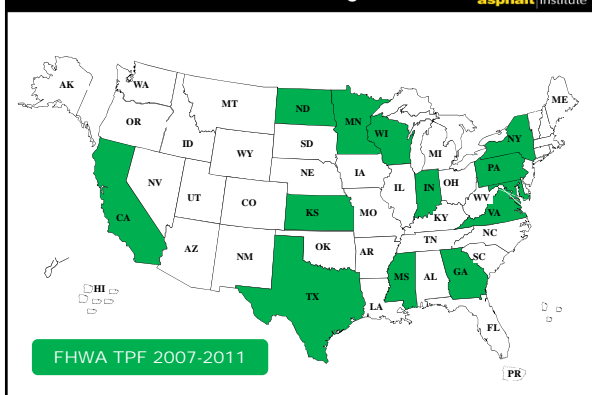 asphalt institute
AK
WA
MT
ND
MN
ME
OR
ID
WY
SD
WI
MI
NY
NV
UT
CO
NE
IA
IL
IN
OH
PA
CA
KS
MO
KY
WV
VA
AZ
NM
OK
AR
TN
NC
SC
TX
MS
AL
GA
LA
FL
HI
PR
FHWA TPF 2007-2011